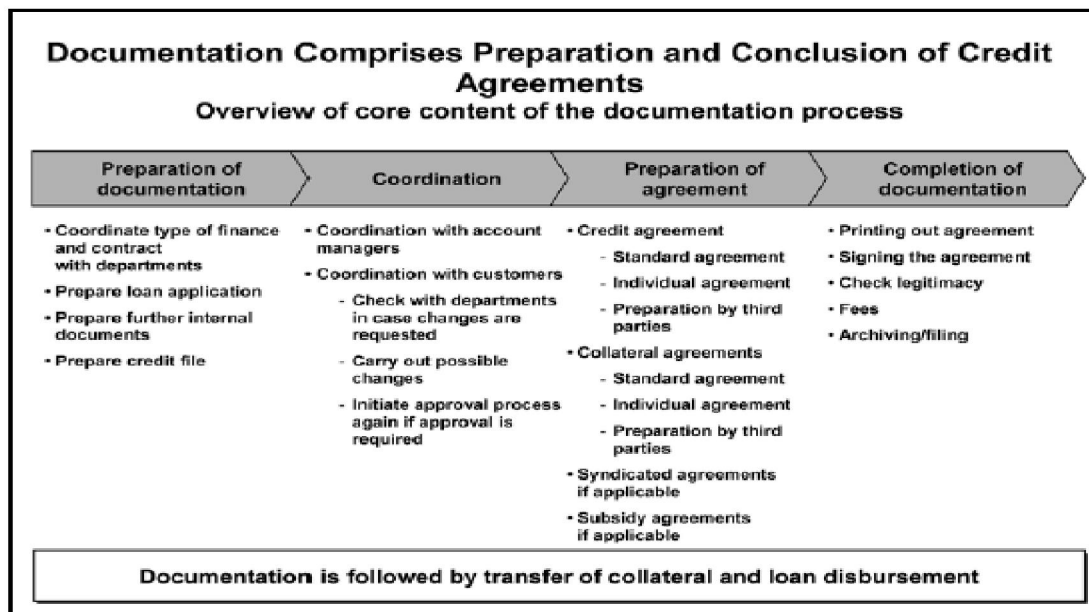 Documentation Comprises Preparation and Conclusion of Credit
Agreements
Overview of core content of the documentation process
Preparation of
documentation
Coordination
Preparation of
agreement
Completion of
documentation
• Coordinate type of finance
and contract
with departments
• Prepare loan application
• Prepare further internal
documents
• Prepare credit file
• Coordination with account
managers
• Coordination with customers
- Check with departments
in case changes are
requested
- Carry out possible
changes
- Initiate approval process
again if approval is
required
• Credit agreement
- Standard agreement
- Individual agreement
- Preparation by third
parties
• Collateral agreements
- Standard agreement
- Individual agreement
- Preparation by third
parties
• Syndicated agreements
if applicable
• Subsidy agreements
if applicable
• Printing out agreement
• Signing the agreement
• Check legitimacy
• Fees
• Archiving/filing
Documentation is followed by transfer of collateral and loan disbursement